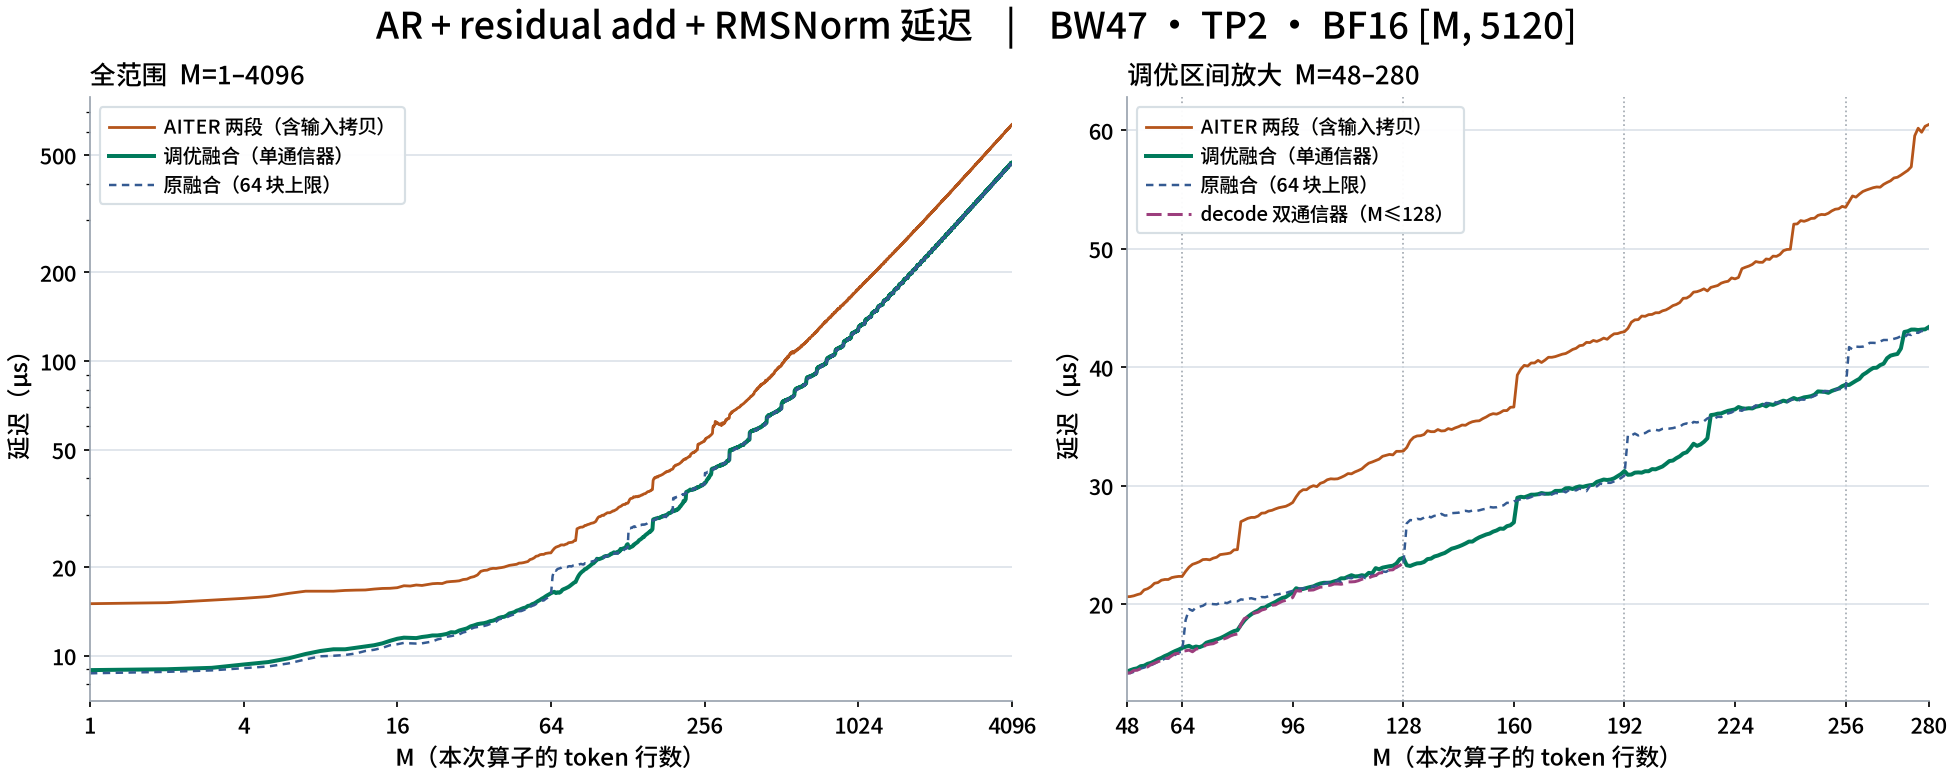 AR + residual add + RMSNorm 延迟 | BW47 • TP2 • BF16 [M, 5120]
全范围 M=1–4096
AITER 两段（含输入拷贝）
调优融合（单通信器）
原融合（64 块上限）
延迟（μs）
500
200
100
50
20
10
1 4 16 64 256 1024 4096
M（本次算子的 token 行数）
调优区间放大 M=48–280
AITER 两段（含输入拷贝）
调优融合（单通信器）
原融合（64 块上限）
decode 双通信器（M≤128）
延迟（μs）
60
50
40
30
20
48 64 96 128 160 192 224 256 280
M（本次算子的 token 行数）